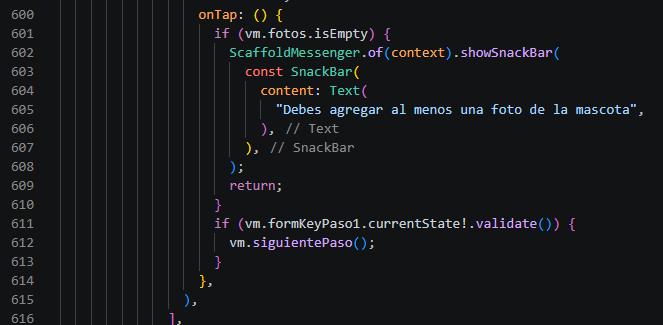 600 onTap: () {
601 if (vm.fotos.isEmpty) {
602 ScaffoldMessenger.of(context).showSnackBar(
603 const SnackBar(
604 content: Text(
605 "Debes agregar al menos una foto de la mascota",
606 ), // Text
607 ), // SnackBar
608 );
609 return;
610 }
611 if (vm.formKeyPaso1.currentState!.validate()) {
612 vm.siguientePaso();
613 }
614 },
615 ),
616 ],